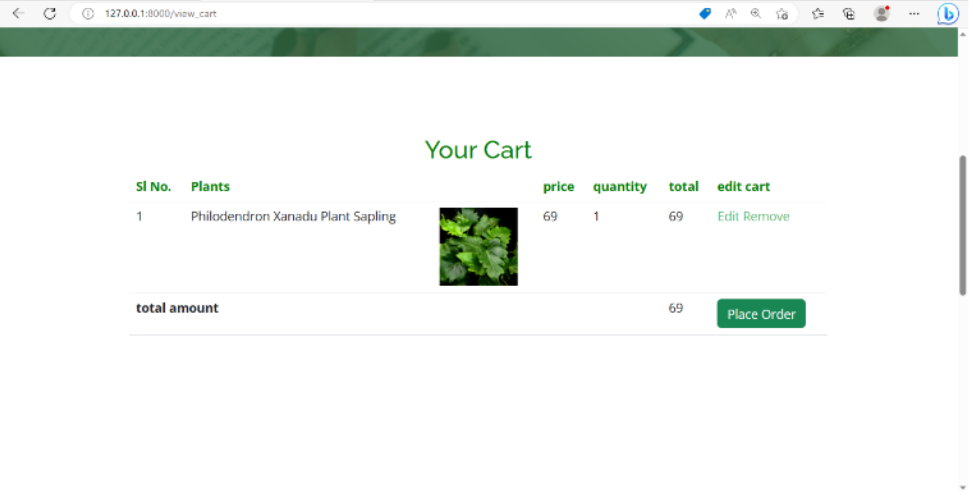 127.0.0.1:8000/view_cart
Your Cart
Sl No. Plants price quantity total edit cart
1 Philodendron Xanadu Plant Sapling 69 1 69 Edit Remove
total amount 69 Place Order